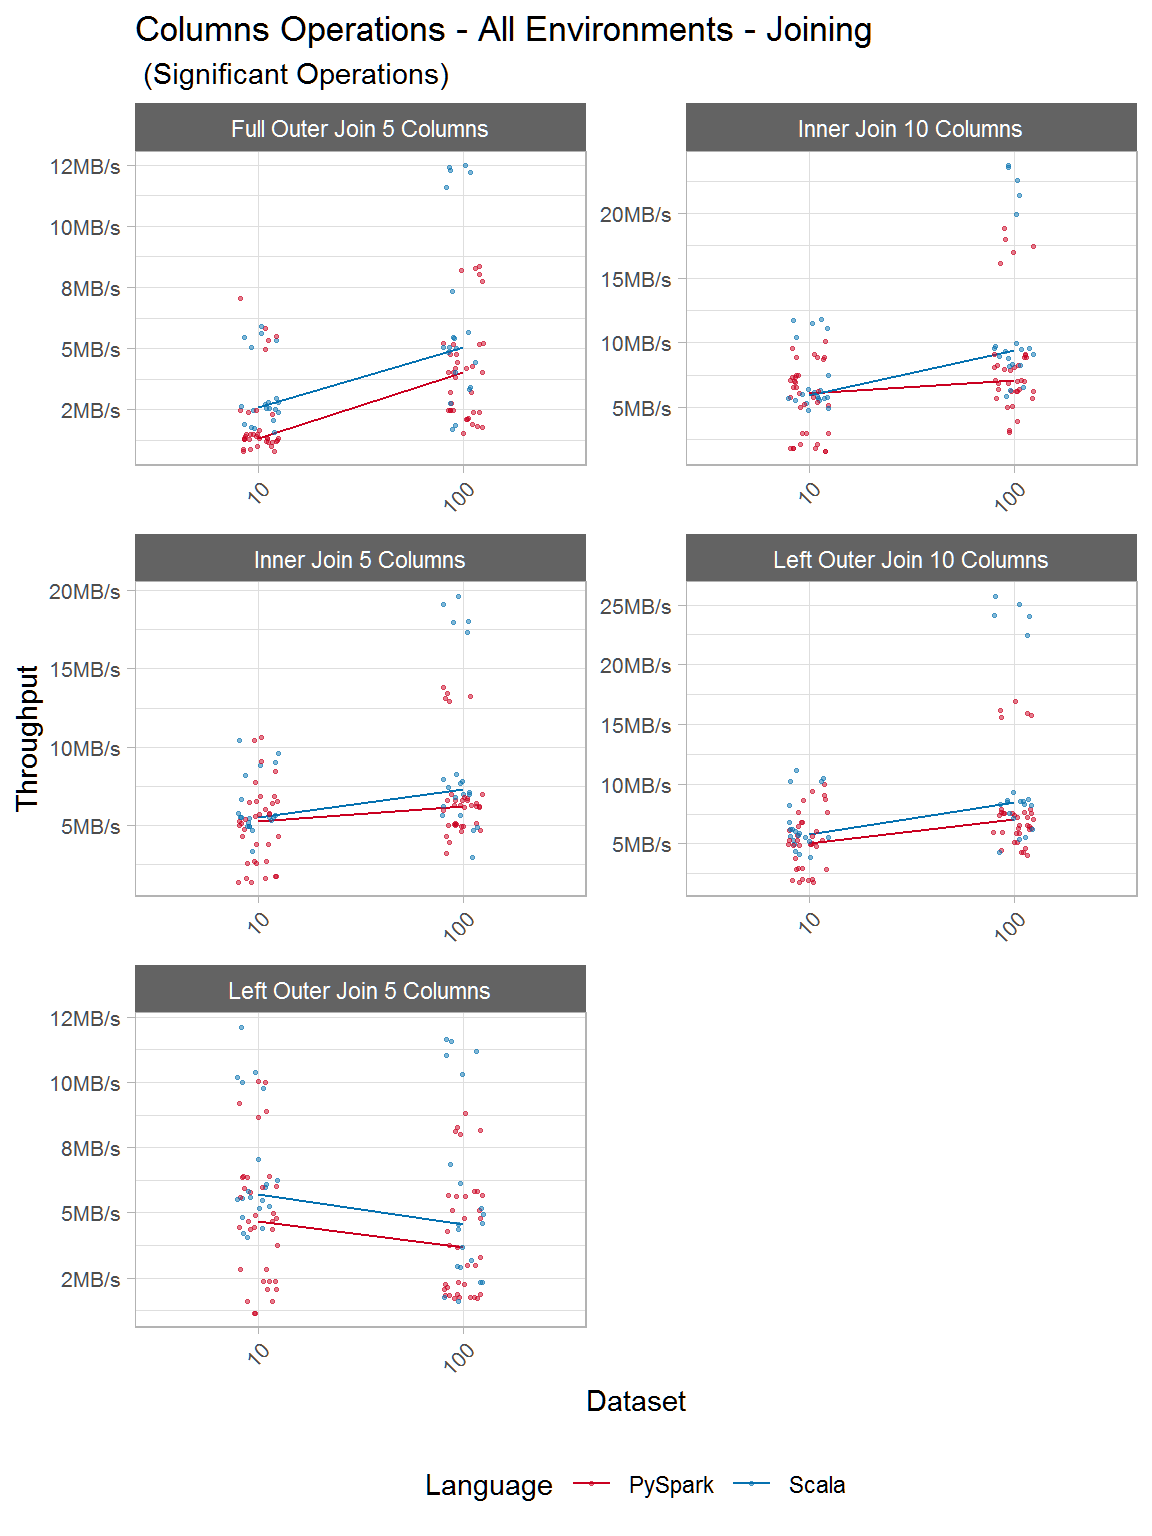 Columns Operations - All Environments - Joining
(Significant Operations)
Full Outer Join 5 Columns
12MB/s
10MB/s
8MB/s
5MB/s
2MB/s
10
100
Inner Join 10 Columns
20MB/s
15MB/s
10MB/s
5MB/s
10
100
Inner Join 5 Columns
20MB/s
15MB/s
10MB/s
5MB/s
10
100
Left Outer Join 10 Columns
25MB/s
20MB/s
15MB/s
10MB/s
5MB/s
10
100
Left Outer Join 5 Columns
12MB/s
10MB/s
8MB/s
5MB/s
2MB/s
10
100
Throughput
Dataset
Language PySpark Scala